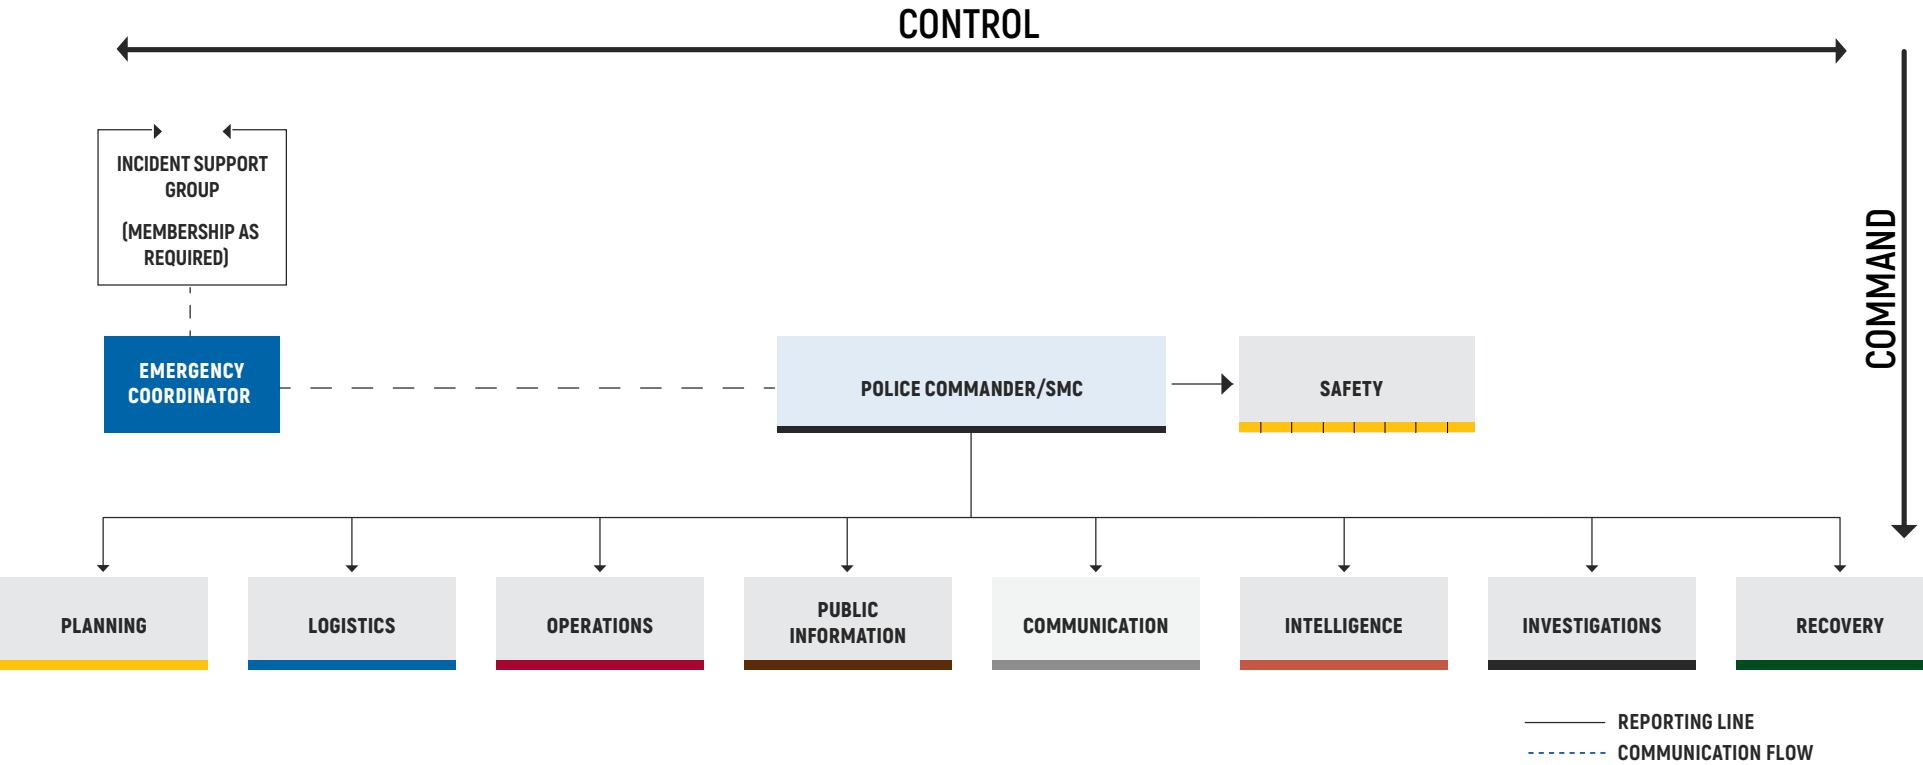 CONTROL
COMMAND
INCIDENT SUPPORT
GROUP
(MEMBERSHIP AS
REQUIRED)
EMERGENCY
COORDINATOR
POLICE COMMANDER/SMC
SAFETY
PLANNING
LOGISTICS
OPERATIONS
PUBLIC
INFORMATION
COMMUNICATION
INTELLIGENCE
INVESTIGATIONS
RECOVERY
REPORTING LINE
COMMUNICATION FLOW